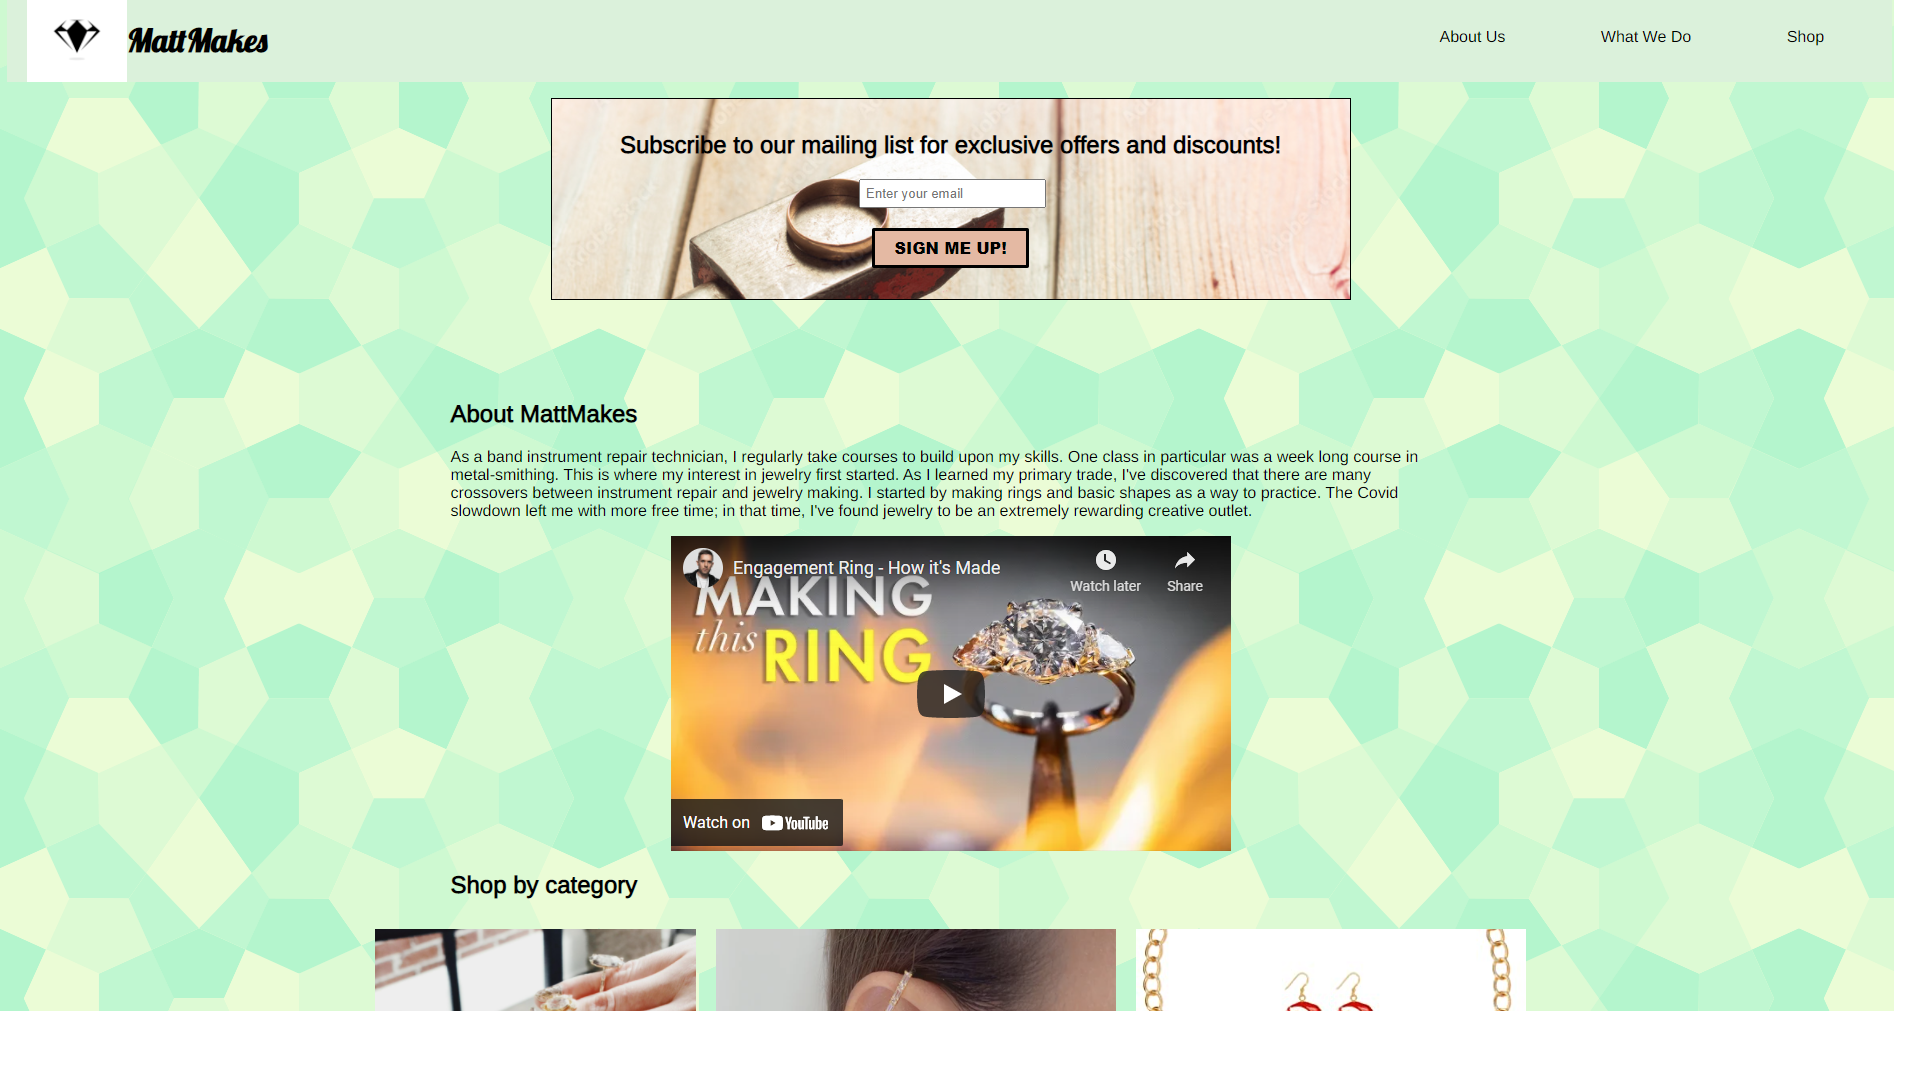 MattMakes
About Us
What We Do
Shop
Subscribe to our mailing list for exclusive offers and discounts!
Enter your email
SIGN ME UP!
About MattMakes
As a band instrument repair technician, I regularly take courses to build upon my skills. One class in particular was a week long course in
metal-smithing. This is where my interest in jewelry first started. As I learned my primary trade, I've discovered that there are many
crossovers between instrument repair and jewelry making. I started by making rings and basic shapes as a way to practice. The Covid
slowdown left me with more free time; in that time, I've found jewelry to be an extremely rewarding creative outlet.
Engagement Ring - How it's Made
Watch later
Share
MAKING
this RING
Watch on YouTube
Shop by category